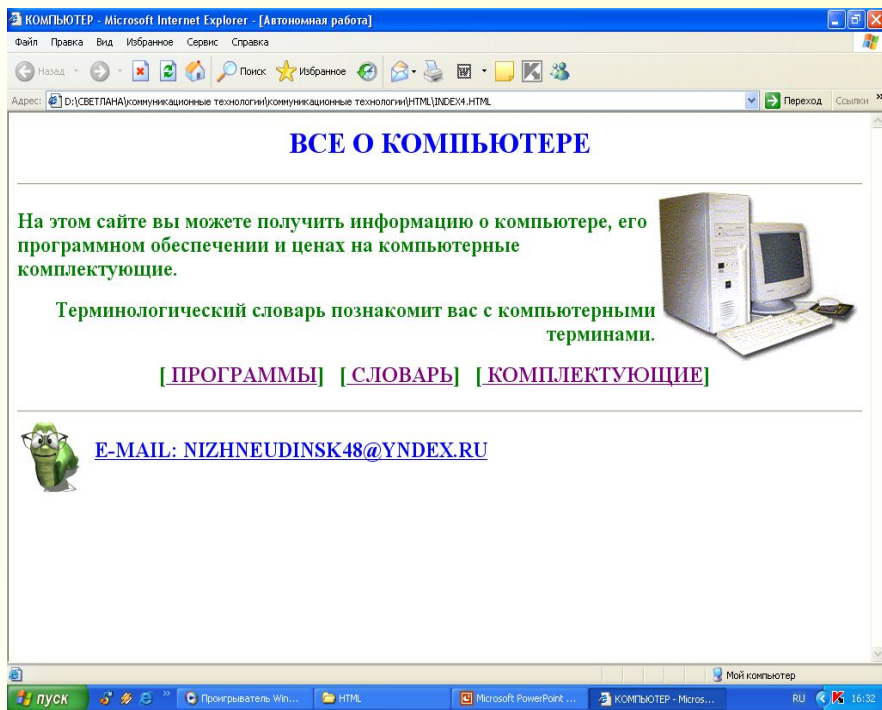 КОМПЬЮТЕР - Microsoft Internet Explorer - [Автономная работа]
Файл Правка Вид Избранное Сервис Справка
Назад Поиск Избранное
Адрес: D:\СВЕТЛАНА\коммуникационные технологии\коммуникационные технологии\HTML\INDEX4.HTML Переход Ссылки »
ВСЕ О КОМПЬЮТЕРЕ
На этом сайте вы можете получить информацию о компьютере, его
программном обеспечении и ценах на компьютерные
комплектующие.
Терминологический словарь познакомит вас с компьютерными
терминами.
[ ПРОГРАММЫ] [ СЛОВАРЬ] [ КОМПЛЕКТУЮЩИЕ]
E-MAIL: NIZHNEUDINSK48@YNDEX.RU
Мой компьютер
пуск » Проигрыватель Win... HTML Microsoft PowerPoint ... КОМПЬЮТЕР - Micros... RU 16:32